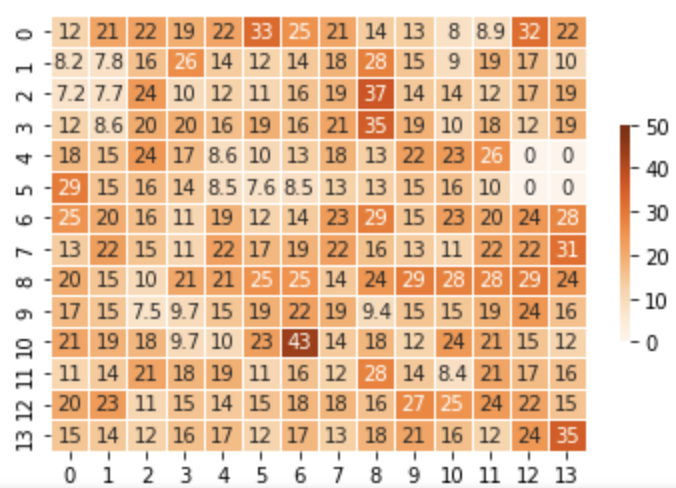 0 12 21 22 19 22 33 25 21 14 13 8 8.9 32 22
1 8.2 7.8 16 26 14 12 14 18 28 15 9 19 17 10
2 7.2 7.7 24 10 12 11 16 19 37 14 14 12 17 19
3 12 8.6 20 20 16 19 16 21 35 19 10 18 12 19
4 18 15 24 17 8.6 10 13 18 13 22 23 26 0 0
5 29 15 16 14 8.5 7.6 8.5 13 13 15 16 10 0 0
6 25 20 16 11 19 12 14 23 29 15 23 20 24 28
7 13 22 15 11 22 17 19 22 16 13 11 22 22 31
8 20 15 10 21 21 25 25 14 24 29 28 28 29 24
9 17 15 7.5 9.7 15 19 22 19 9.4 15 15 19 24 16
10 21 19 18 9.7 10 23 43 14 18 12 24 21 15 12
11 11 14 21 18 19 11 16 12 28 14 8.4 21 17 16
12 20 23 11 15 14 15 18 18 16 27 25 24 22 15
13 15 14 12 16 17 12 17 13 18 21 16 12 24 35
0 1 2 3 4 5 6 7 8 9 10 11 12 13
50
40
30
20
10
0